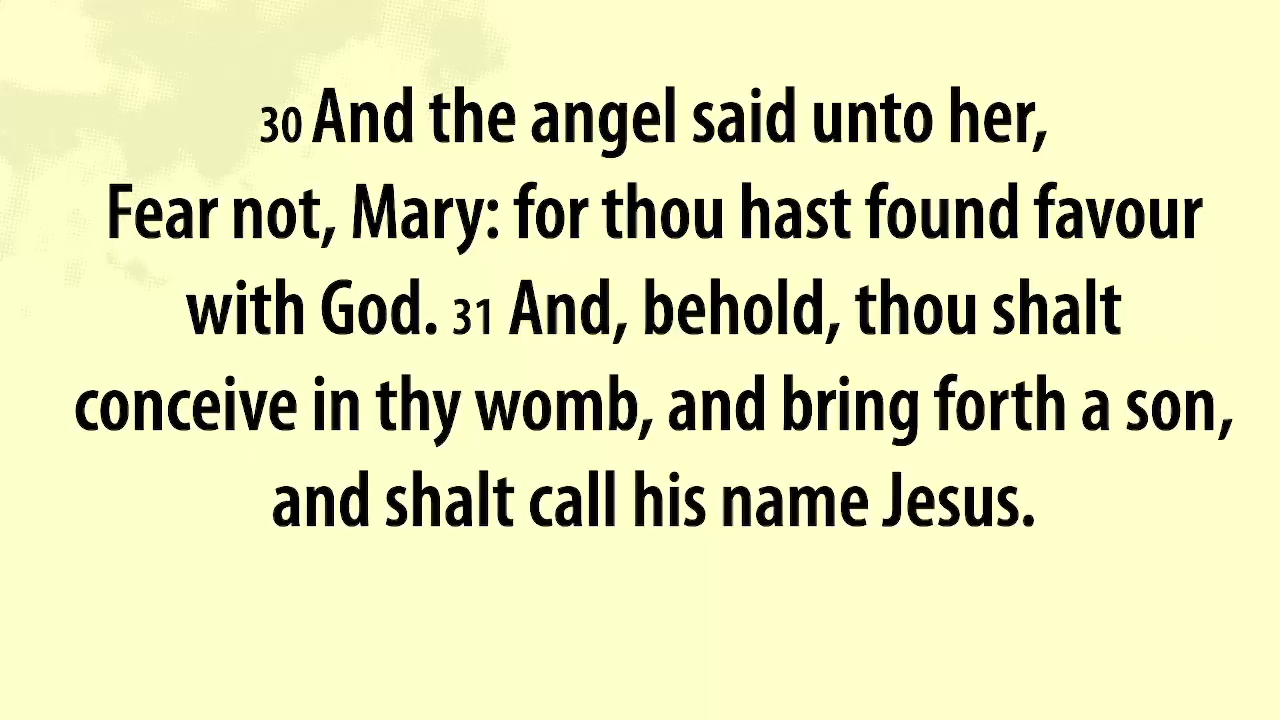 30 And the angel said unto her,
Fear not, Mary: for thou hast found favour
with God. 31 And, behold, thou shalt
conceive in thy womb, and bring forth a son,
and shalt call his name Jesus.